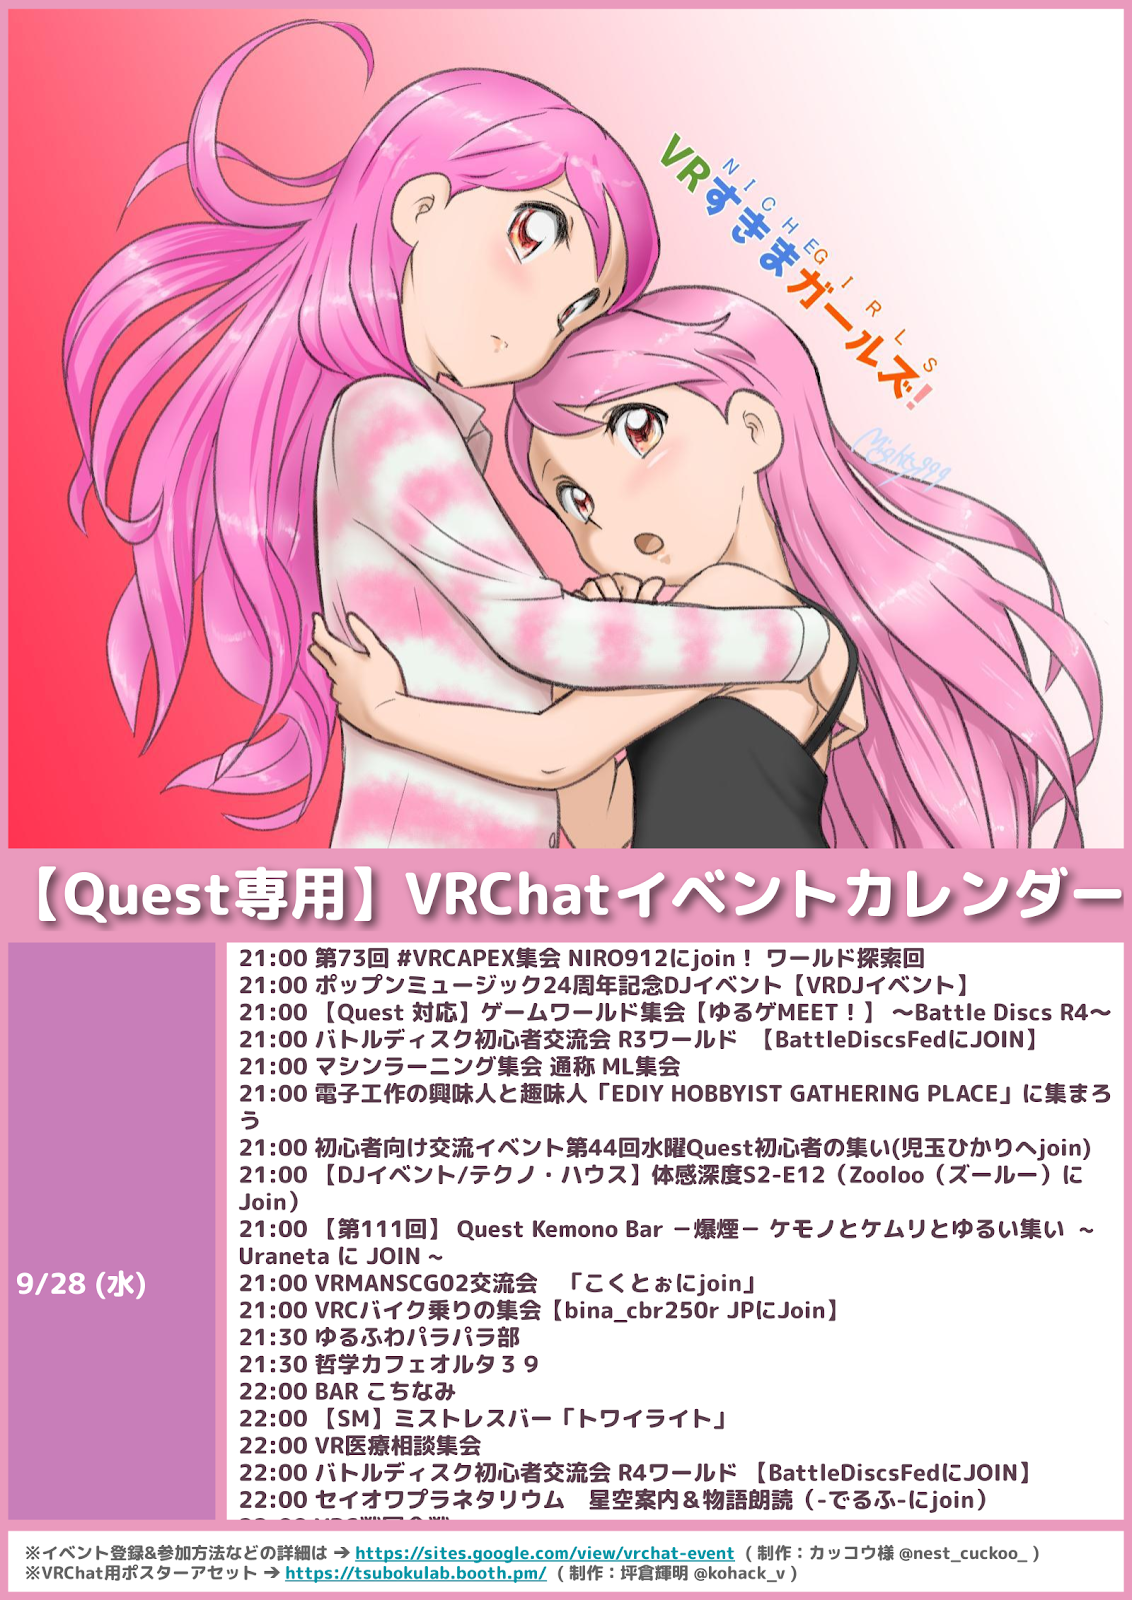 NICHE GIRLS
VRすきまガールズ!
Mighty999
【Quest専用】VRChatイベントカレンダー
9/28 (水)
21:00 第73回 #VRCAPEX集会 NIRO912にjoin！ ワールド探索回
21:00 ポップンミュージック24周年記念DJイベント【VRDJイベント】
21:00 【Quest 対応】ゲームワールド集会【ゆるゲMEET！】 ～Battle Discs R4～
21:00 バトルディスク初心者交流会 R3ワールド 【BattleDiscsFedにJOIN】
21:00 マシンラーニング集会 通称 ML集会
21:00 電子工作の興味人と趣味人「EDIY HOBBYIST GATHERING PLACE」に集まろ
う
21:00 初心者向け交流イベント第44回水曜Quest初心者の集い(児玉ひかりへjoin)
21:00 【DJイベント/テクノ・ハウス】体感深度S2-E12（Zooloo（ズールー）に
Join）
21:00 【第111回】 Quest Kemono Bar －爆煙－ ケモノとケムリとゆるい集い ~
Uraneta に JOIN ~
21:00 VRMANSCG02交流会　「こくとぉにjoin」
21:00 VRCバイク乗りの集会【bina_cbr250r JPにJoin】
21:30 ゆるふわパラパラ部
21:30 哲学カフェオルタ３９
22:00 BAR こちなみ
22:00 【SM】ミストレスバー「トワイライト」
22:00 VR医療相談集会
22:00 バトルディスク初心者交流会 R4ワールド 【BattleDiscsFedにJOIN】
22:00 セイオワプラネタリウム　星空案内＆物語朗読（-でるふ-にjoin）
※イベント登録&参加方法などの詳細は ➔ https://sites.google.com/view/vrchat-event ( 制作：カッコウ様 @nest_cuckoo_ )
※VRChat用ポスターアセット ➔ https://tsubokulab.booth.pm/ ( 制作：坪倉輝明 @kohack_v )